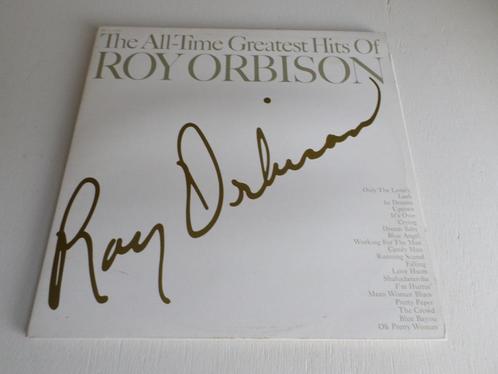 The All-Time Greatest Hits Of
ROY ORBISON
Roy Orbison
Only The Lonely
Leah
In Dreams
Uptown
It's Over
Crying
Dream Baby
Blue Angel
Working For The Man
Candy Man
Running Scared
Falling
Love Hurts
Shahadararoba
I'm Hurtin'
Mean Woman Blues
Pretty Paper
The Crowd
Blue Bayou
Oh Pretty Woman